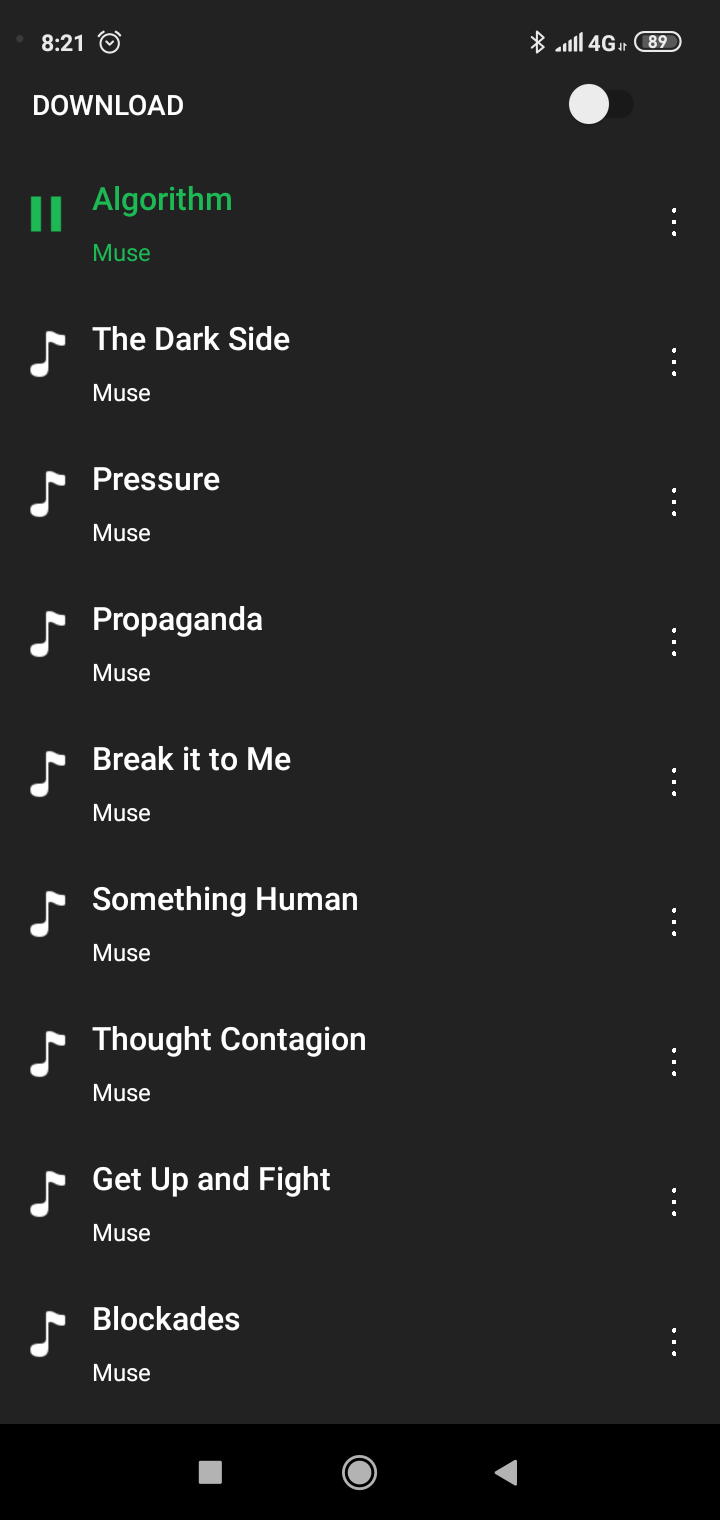 8:21 4G 89
DOWNLOAD
Algorithm
Muse
The Dark Side
Muse
Pressure
Muse
Propaganda
Muse
Break it to Me
Muse
Something Human
Muse
Thought Contagion
Muse
Get Up and Fight
Muse
Blockades
Muse